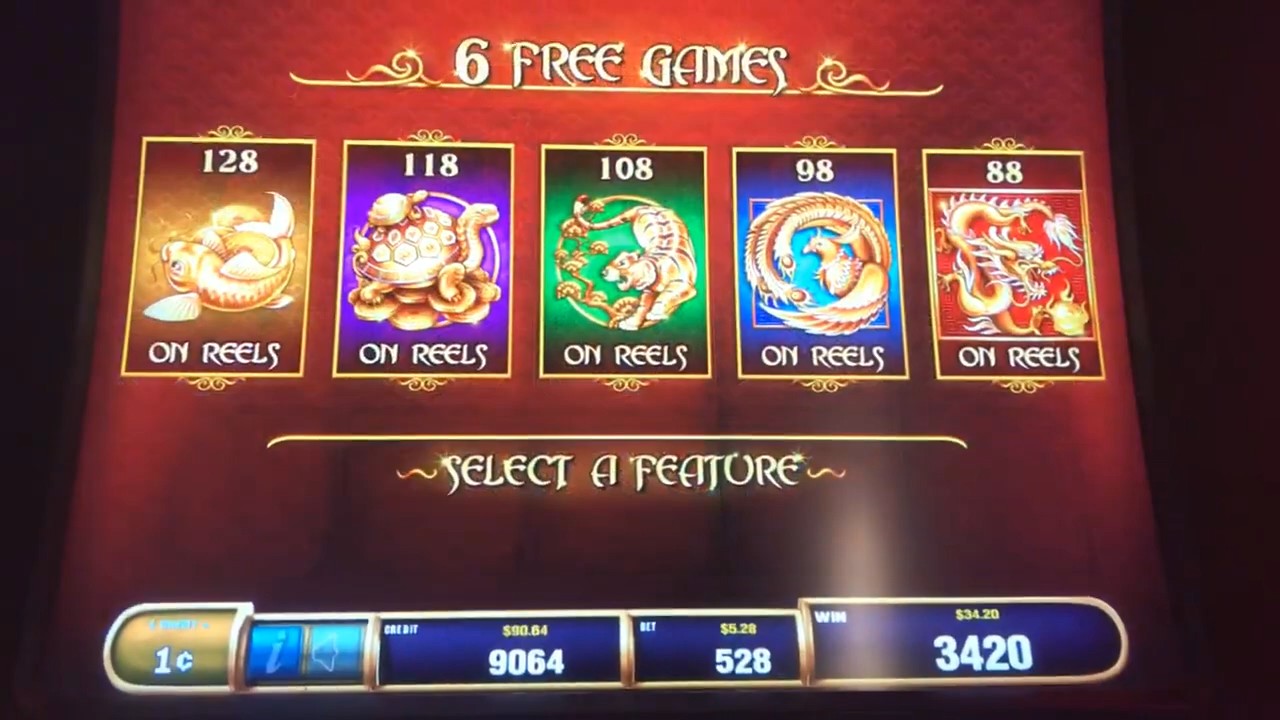 6 FREE GAMES
128 118 108 98 88
ON REELS ON REELS ON REELS ON REELS ON REELS
SELECT A FEATURE
1¢
i
CREDIT $90.64 BET $5.28 WIN $34.20
9064 528 3420